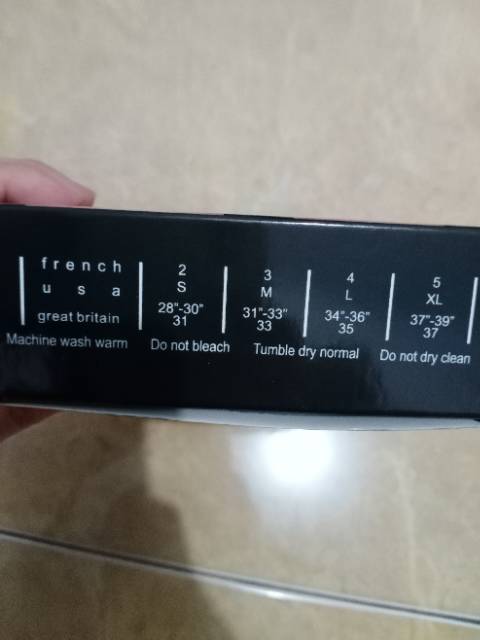 french 2 3 4 5
usa S M L XL
28"-30" 31"-33" 34"-36" 37"-39"
great britain 31 33 35 37
Machine wash warm Do not bleach Tumble dry normal Do not dry clean